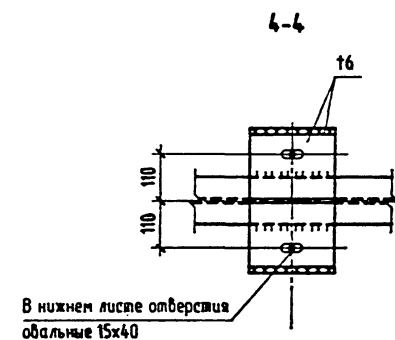 4-4
t6
110
110
В нижнем листе отверстия
овальные 15х40